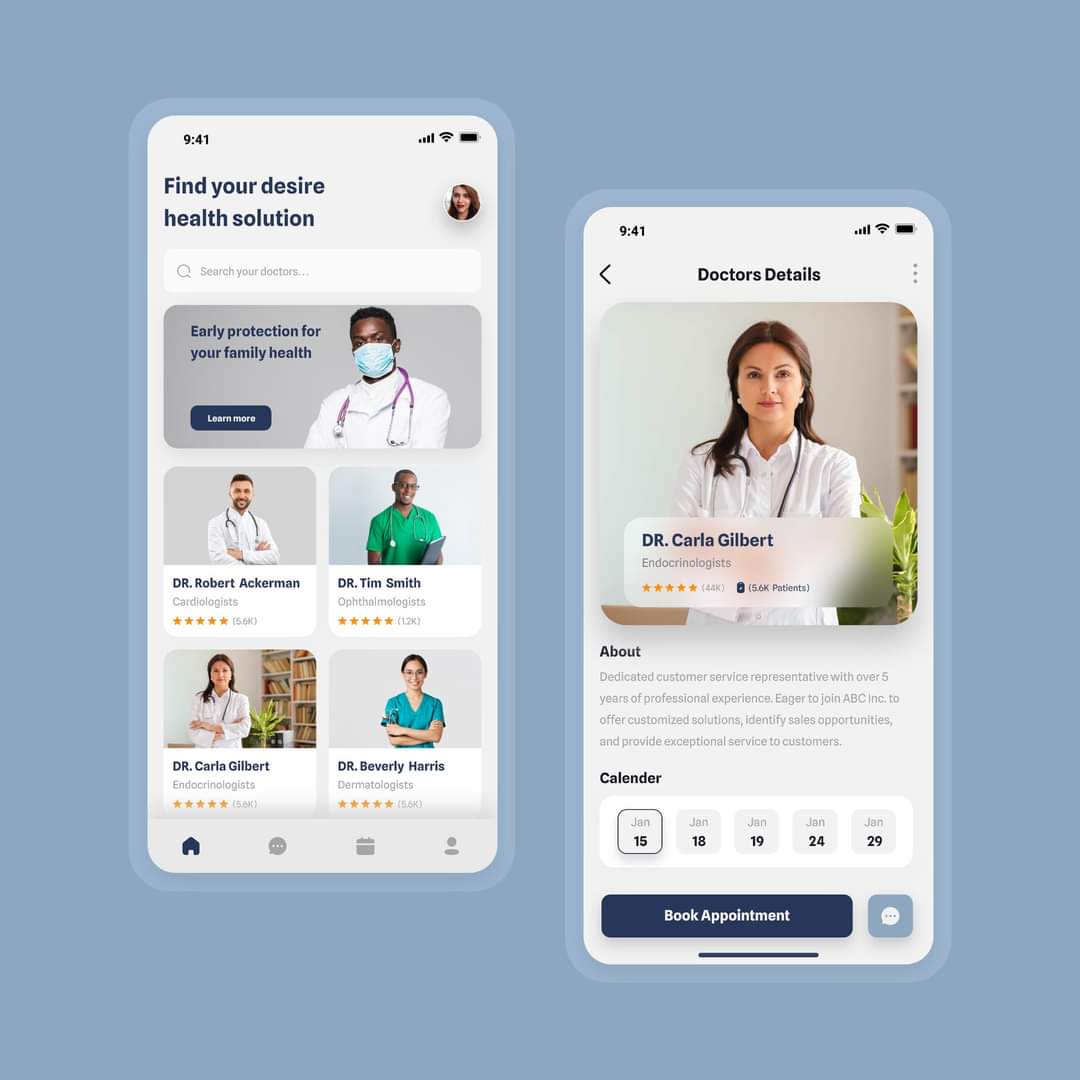 9:41
Find your desire
health solution
Search your doctors...
Early protection for
your family health
Learn more
DR. Robert Ackerman
Cardiologists
(5.6K)
DR. Tim Smith
Ophthalmologists
(1.2K)
DR. Carla Gilbert
Endocrinologists
(5.6K)
DR. Beverly Harris
Dermatologists
(5.6K)
9:41
Doctors Details
DR. Carla Gilbert
Endocrinologists
(44K) (5.6K Patients)
About
Dedicated customer service representative with over 5
years of professional experience. Eager to join ABC Inc. to
offer customized solutions, identify sales opportunities,
and provide exceptional service to customers.
Calender
Jan Jan Jan Jan Jan
15 18 19 24 29
Book Appointment